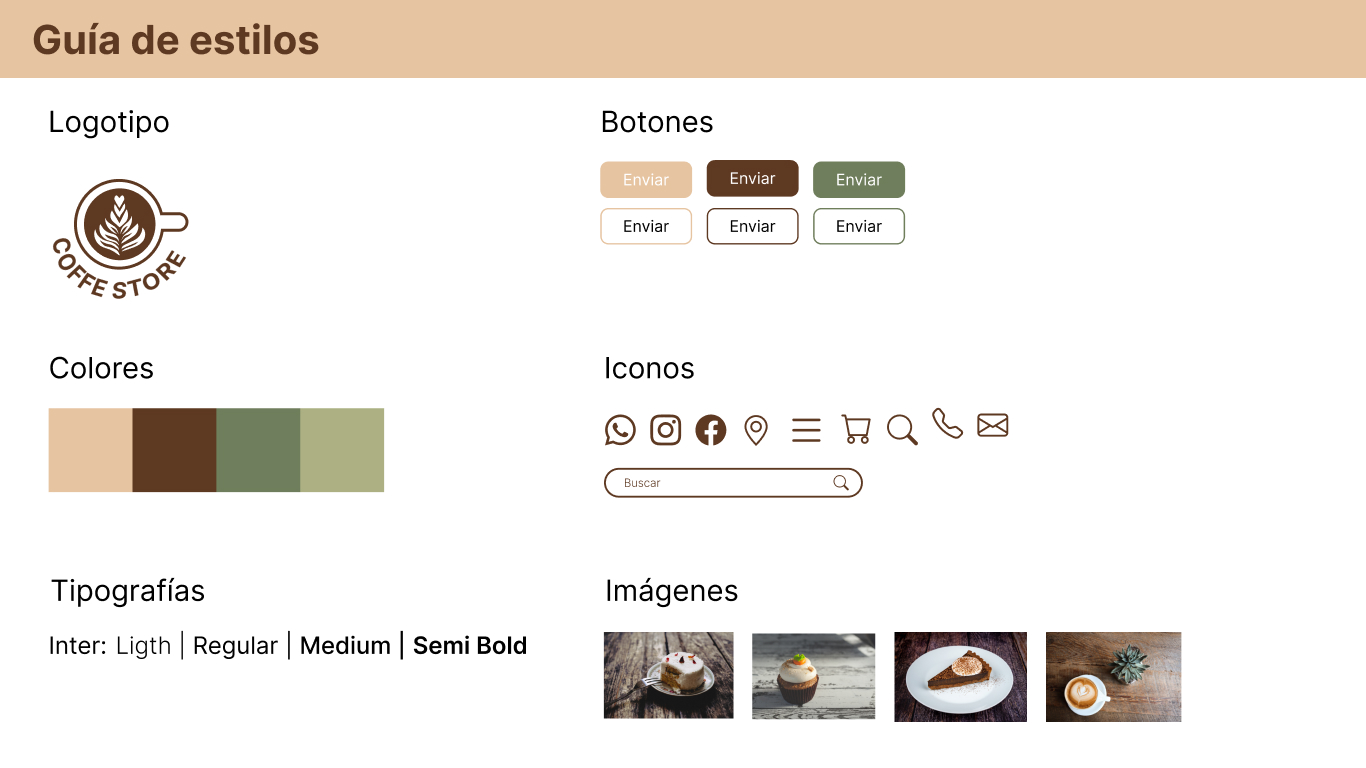 Guía de estilos
Logotipo
COFFE STORE
Botones
Enviar Enviar Enviar
Enviar Enviar Enviar
Colores
Iconos
Buscar
Tipografías
Inter: Ligth | Regular | Medium | Semi Bold
Imágenes